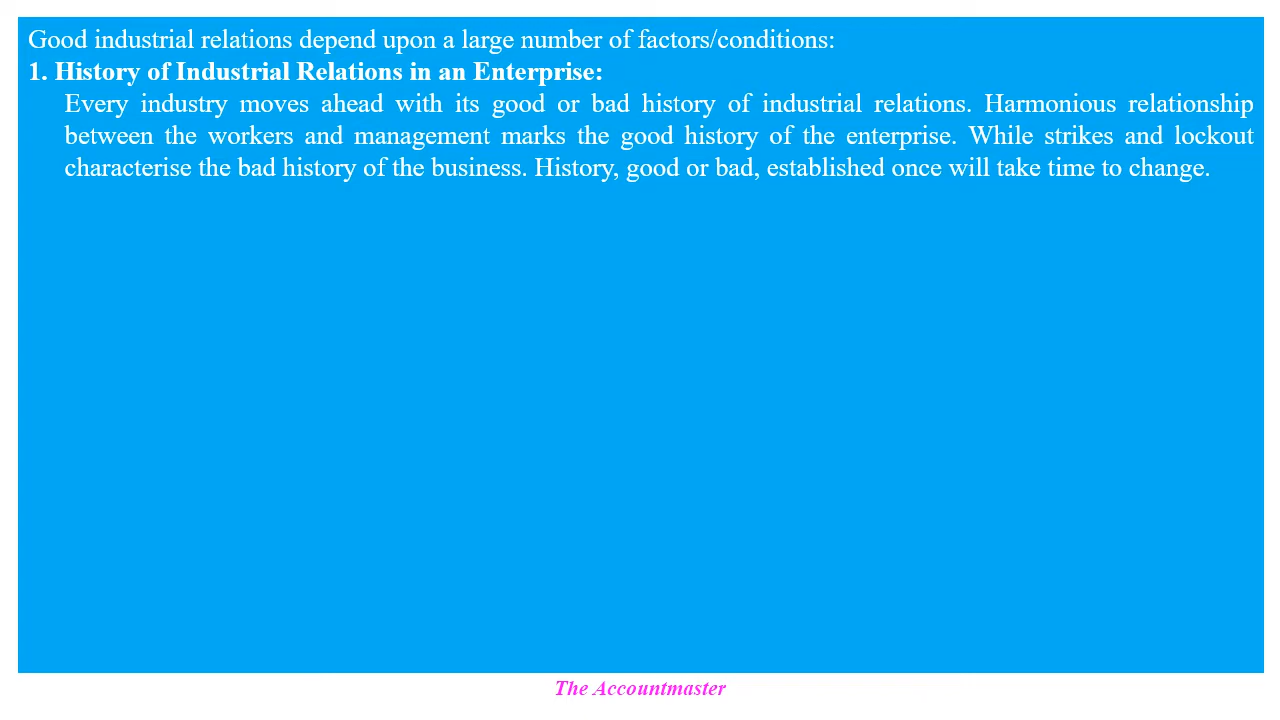 Good industrial relations depend upon a large number of factors/conditions:
1. History of Industrial Relations in an Enterprise:
Every industry moves ahead with its good or bad history of industrial relations. Harmonious relationship
between the workers and management marks the good history of the enterprise. While strikes and lockout
characterise the bad history of the business. History, good or bad, established once will take time to change.
The Accountmaster